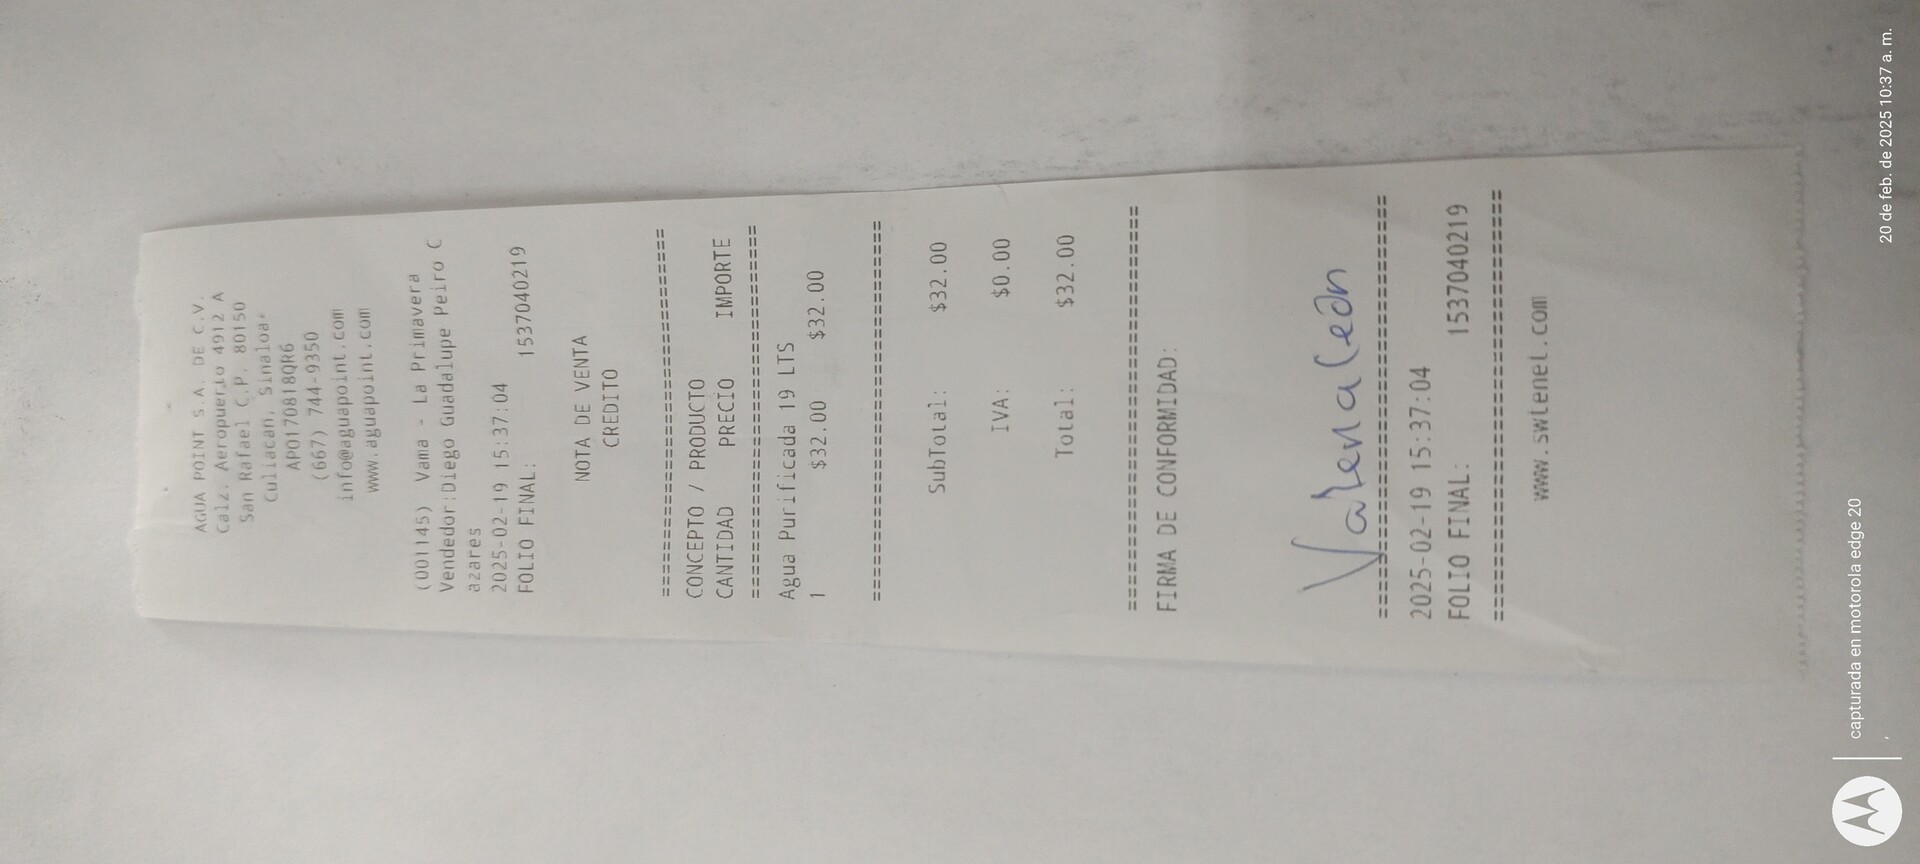 AGUA POINT S.A. DE C.V.
Calz. Aeropuerto 4912 A
San Rafael C.P. 80150
Culiacan, Sinaloa*
APO170818QR6
(667) 744-9350
info@aguapoint.com
www.aguapoint.com
(001145) Vama - La Primavera
Vendedor:Diego Guadalupe Peiro C
azares
2025-02-19 15:37:04
FOLIO FINAL: 1537040219
NOTA DE VENTA
CREDITO
================================
CONCEPTO / PRODUCTO
CANTIDAD PRECIO IMPORTE
================================
Agua Purificada 19 LTS
1 $32.00 $32.00
================================
SubTotal: $32.00
IVA: $0.00
Total: $32.00
================================
FIRMA DE CONFORMIDAD:
================================
2025-02-19 15:37:04
FOLIO FINAL: 1537040219
================================
www.swtenel.com
capturada en motorola edge 20
20 de feb. de 2025 10:37 a. m.